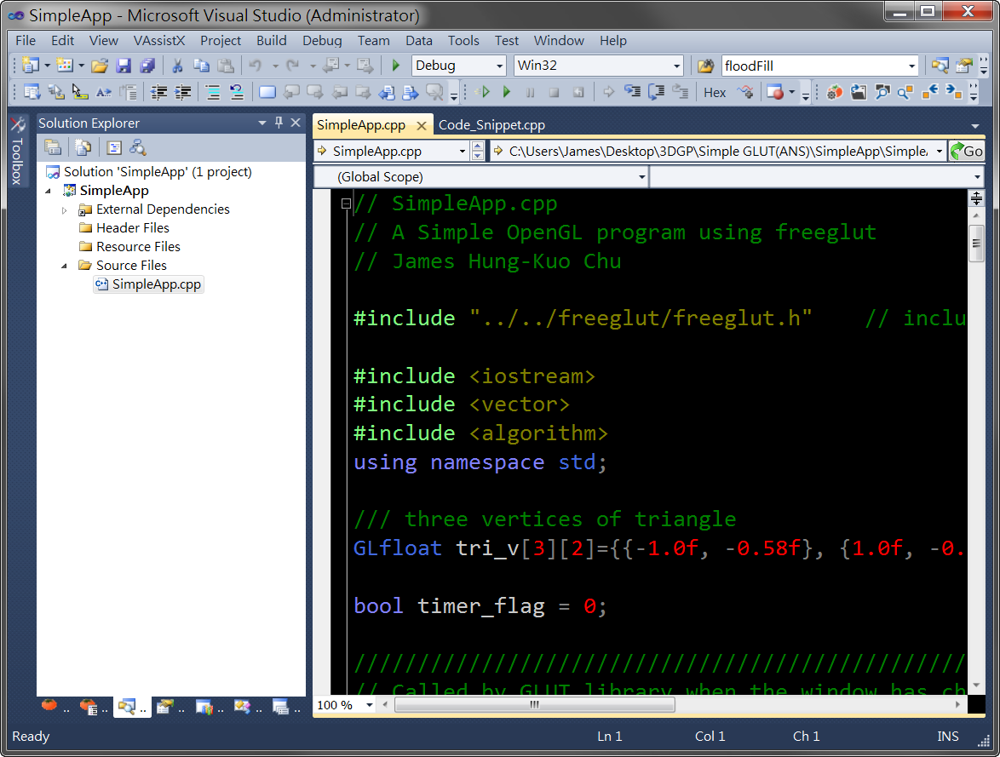 SimpleApp - Microsoft Visual Studio (Administrator)
File Edit View VAssistX Project Build Debug Team Data Tools Test Window Help
Debug Win32 floodFill
Hex
Toolbox
Solution Explorer
Solution 'SimpleApp' (1 project)
SimpleApp
External Dependencies
Header Files
Resource Files
Source Files
SimpleApp.cpp
SimpleApp.cpp Code_Snippet.cpp
SimpleApp.cpp C:\Users\James\Desktop\3DGP\Simple GLUT(ANS)\SimpleApp\Simple Go
(Global Scope)
// SimpleApp.cpp
// A Simple OpenGL program using freeglut
// James Hung-Kuo Chu
#include "../../freeglut/freeglut.h" // inclu
#include <iostream>
#include <vector>
#include <algorithm>
using namespace std;
/// three vertices of triangle
GLfloat tri_v[3][2]={{-1.0f, -0.58f}, {1.0f, -0.
bool timer_flag = 0;
////////////////////////////////////////////////
// Called by GLUT library when the window has ch
100 %
Ready Ln 1 Col 1 Ch 1 INS